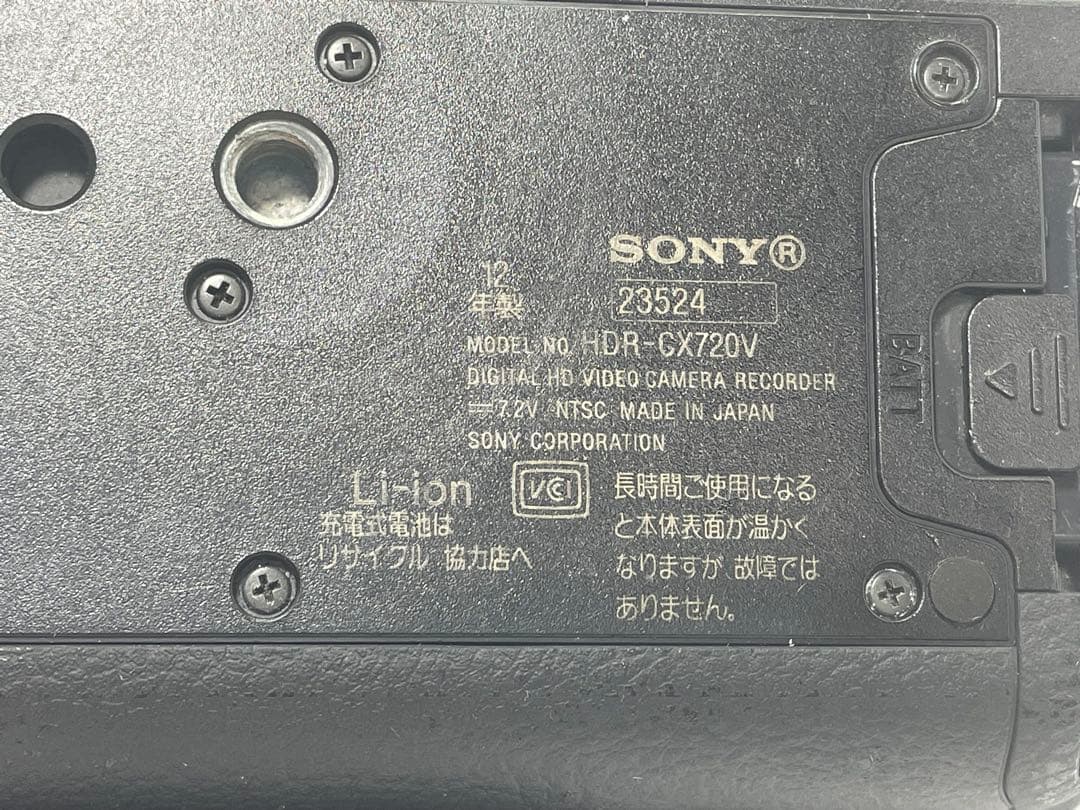 SONY®
12
年製
23524
MODEL NO. HDR-CX720V
DIGITAL HD VIDEO CAMERA RECORDER
⎓7.2V NTSC MADE IN JAPAN
SONY CORPORATION
Li-ion
充電式電池は
リサイクル 協力店へ
VCI
長時間ご使用になる
と本体表面が温かく
なりますが 故障では
ありません。
BATT